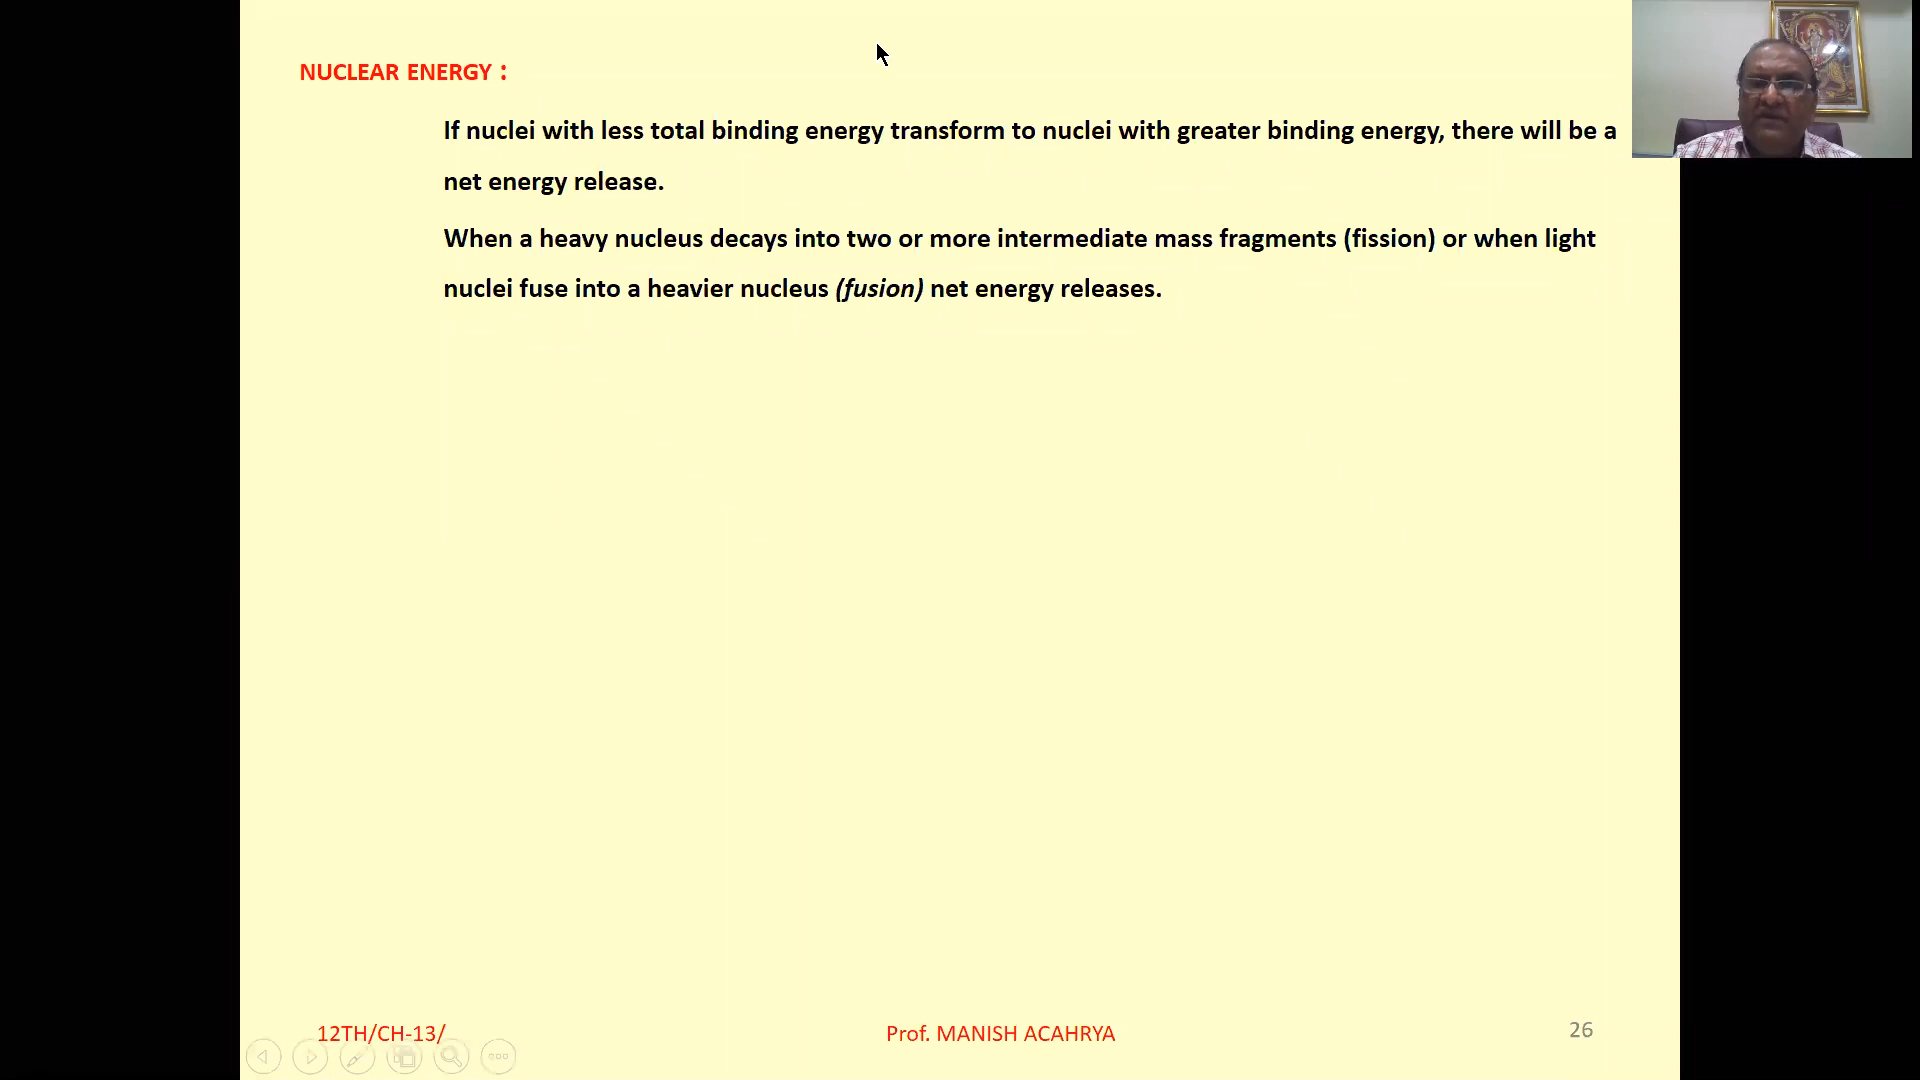 NUCLEAR ENERGY :
If nuclei with less total binding energy transform to nuclei with greater binding energy, there will be a
net energy release.
When a heavy nucleus decays into two or more intermediate mass fragments (fission) or when light
nuclei fuse into a heavier nucleus (fusion) net energy releases.
12TH/CH-13/
Prof. MANISH ACAHRYA
26